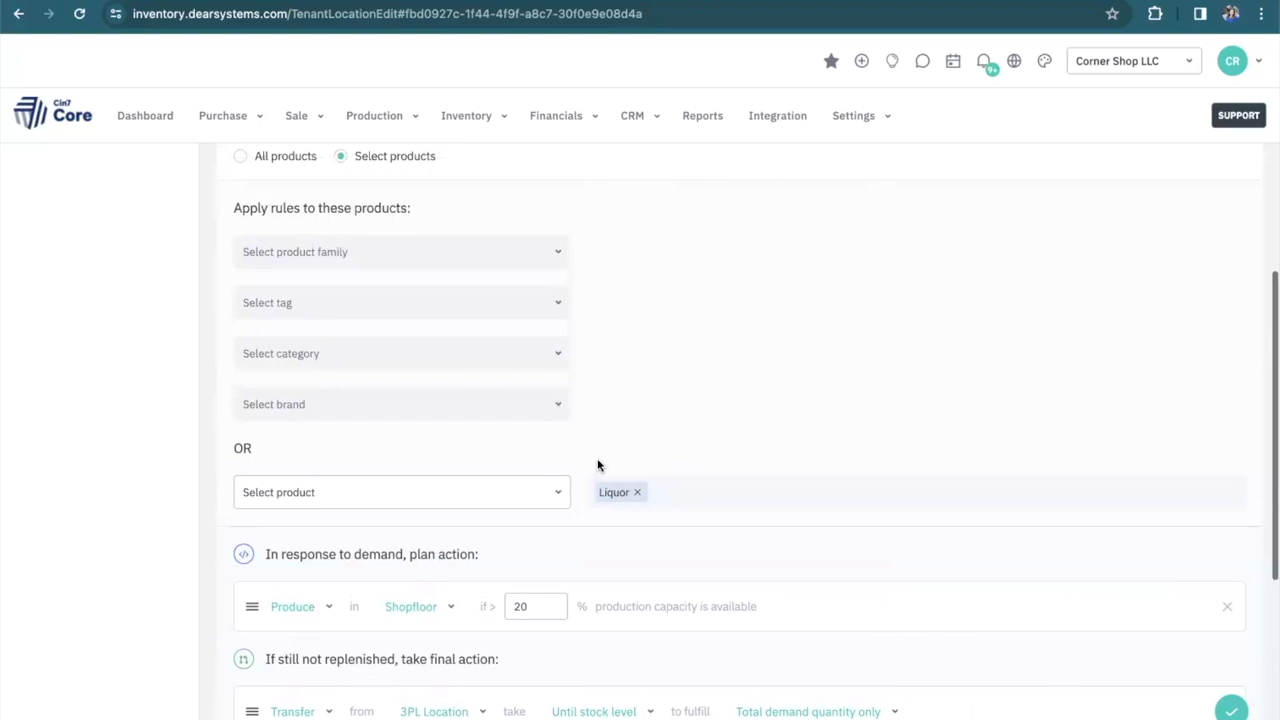 inventory.dearsystems.com/TenantLocationEdit#fbd0927c-1f44-4f9f-a8c7-30f0e9e08d4a
9+
Corner Shop LLC
CR
Cin7 Core
Dashboard Purchase Sale Production Inventory Financials CRM Reports Integration Settings SUPPORT
All products Select products
Apply rules to these products:
Select product family
Select tag
Select category
Select brand
OR
Select product Liquor ×
In response to demand, plan action:
Produce in Shopfloor if > 20 % production capacity is available
If still not replenished, take final action:
Transfer from 3PL Location take Until stock level to fulfill Total demand quantity only